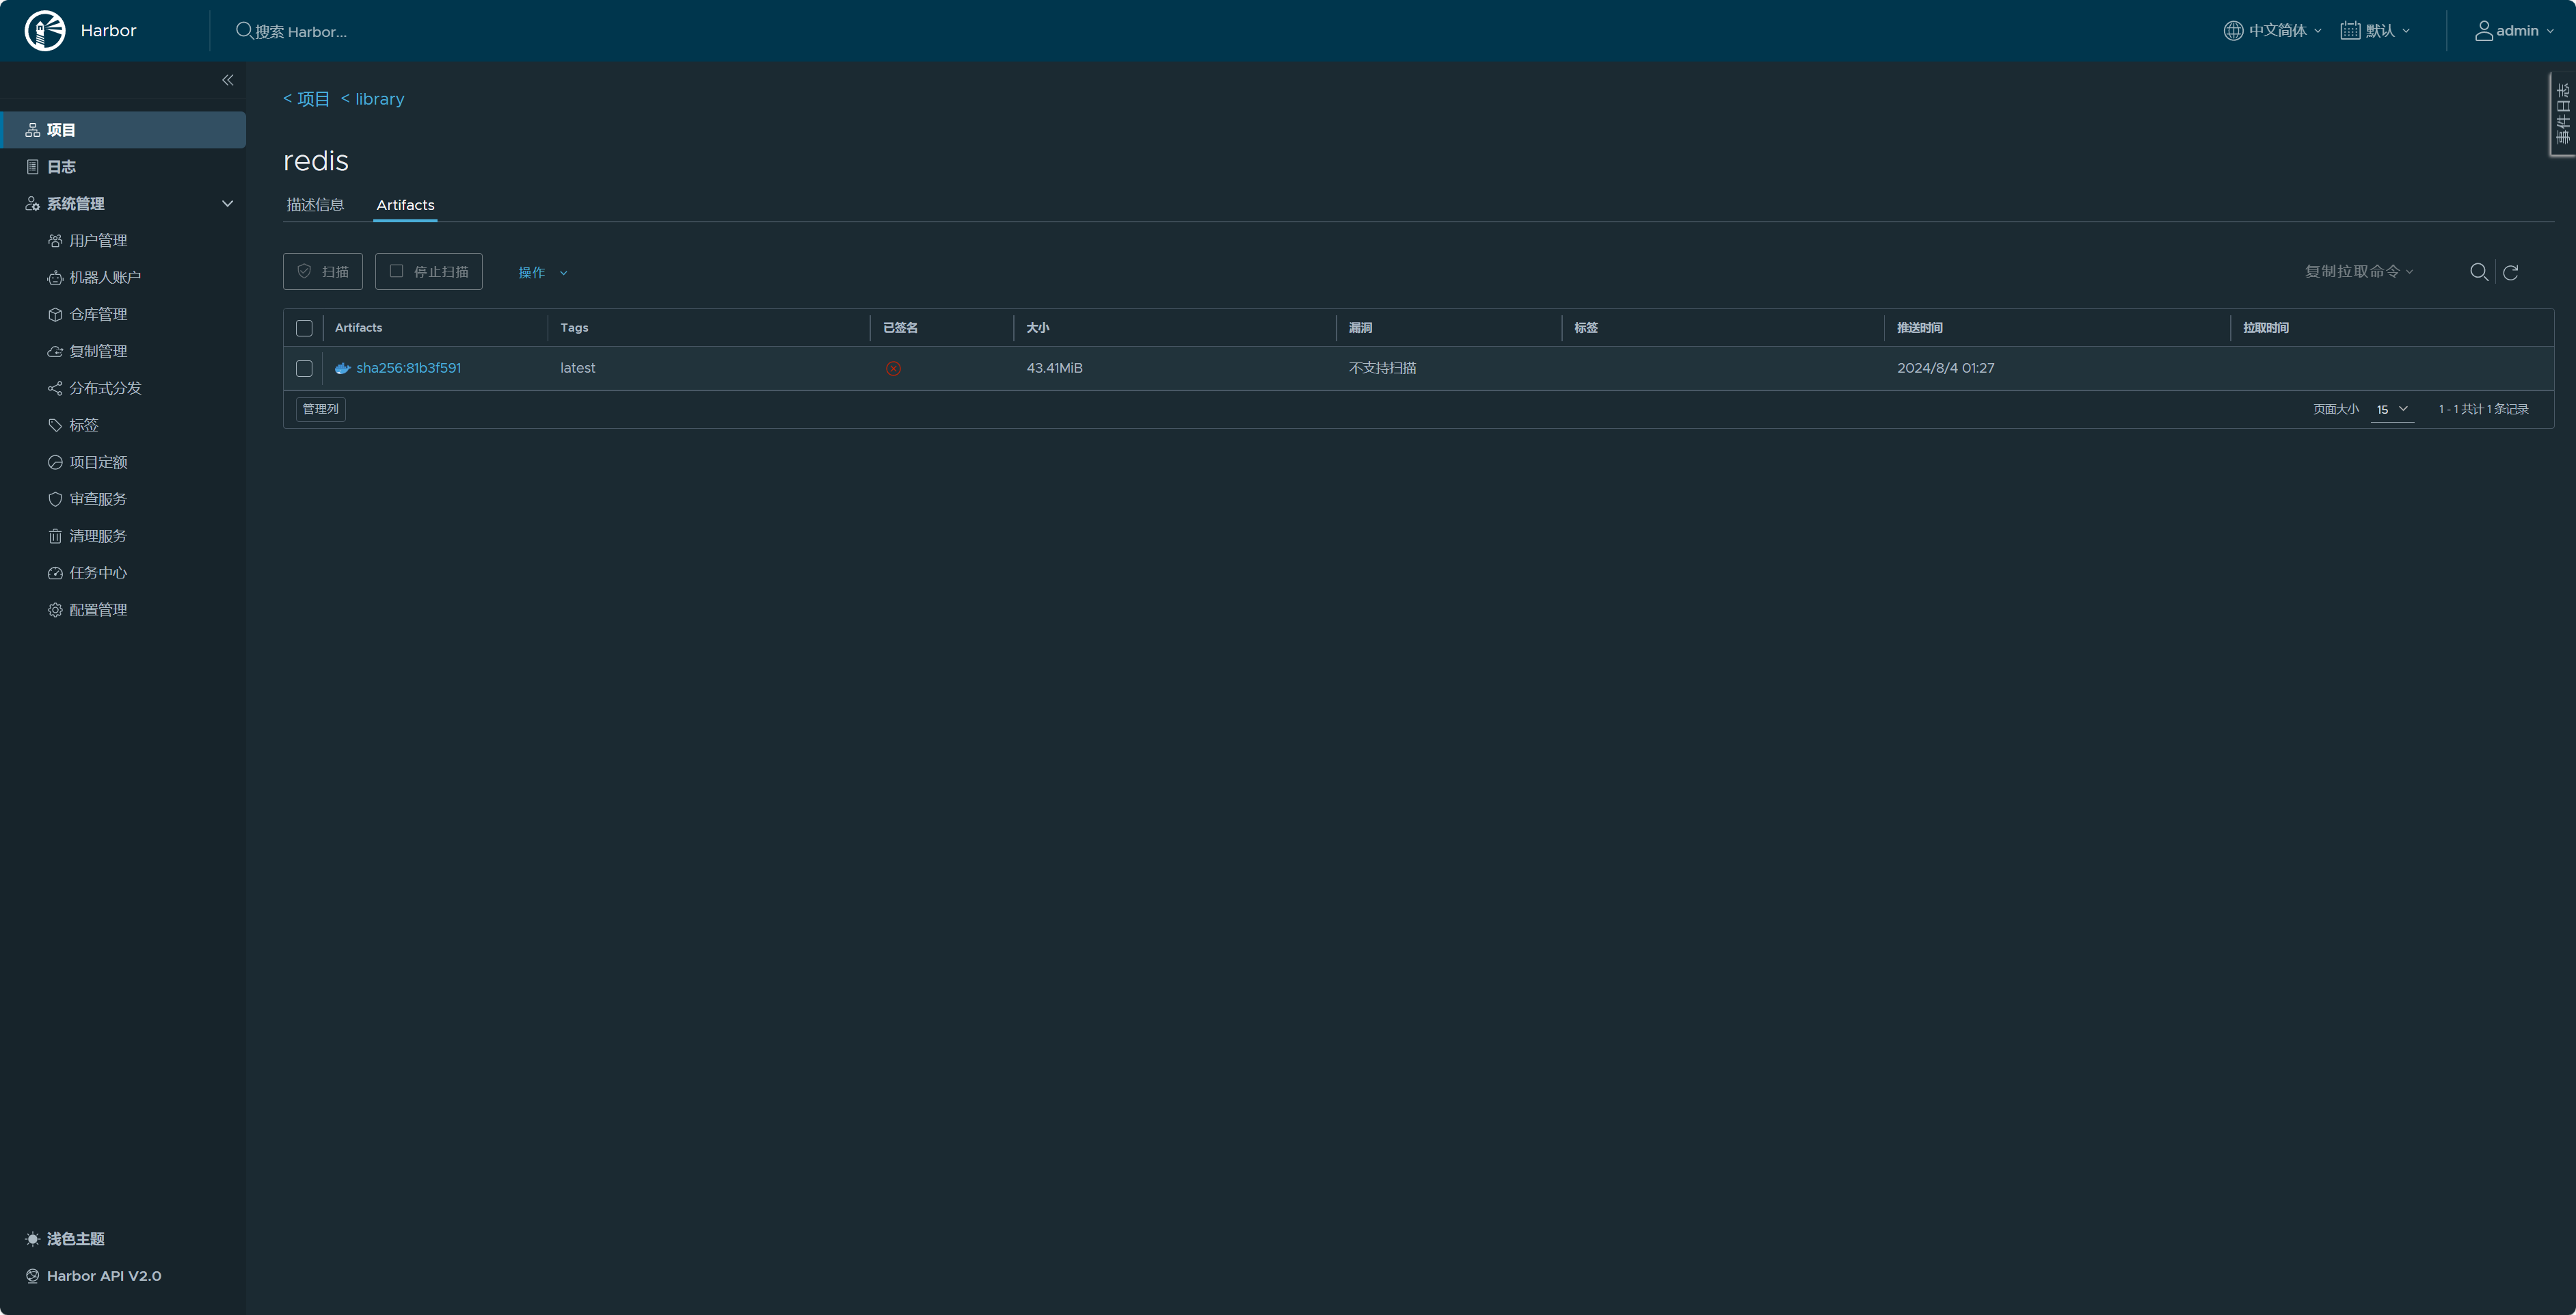 Harbor
搜索 Harbor...
中文简体
默认
admin
事件日志
项目
日志
系统管理
用户管理
机器人账户
仓库管理
复制管理
分布式分发
标签
项目定额
审查服务
清理服务
任务中心
配置管理
浅色主题
Harbor API V2.0
< 项目 < library
redis
描述信息 Artifacts
扫描 停止扫描 操作 复制拉取命令
Artifacts Tags 已签名 大小 漏洞 标签 推送时间 拉取时间
sha256:81b3f591 latest 43.41MiB 不支持扫描 2024/8/4 01:27
管理列 页面大小 15 1 - 1 共计 1 条记录